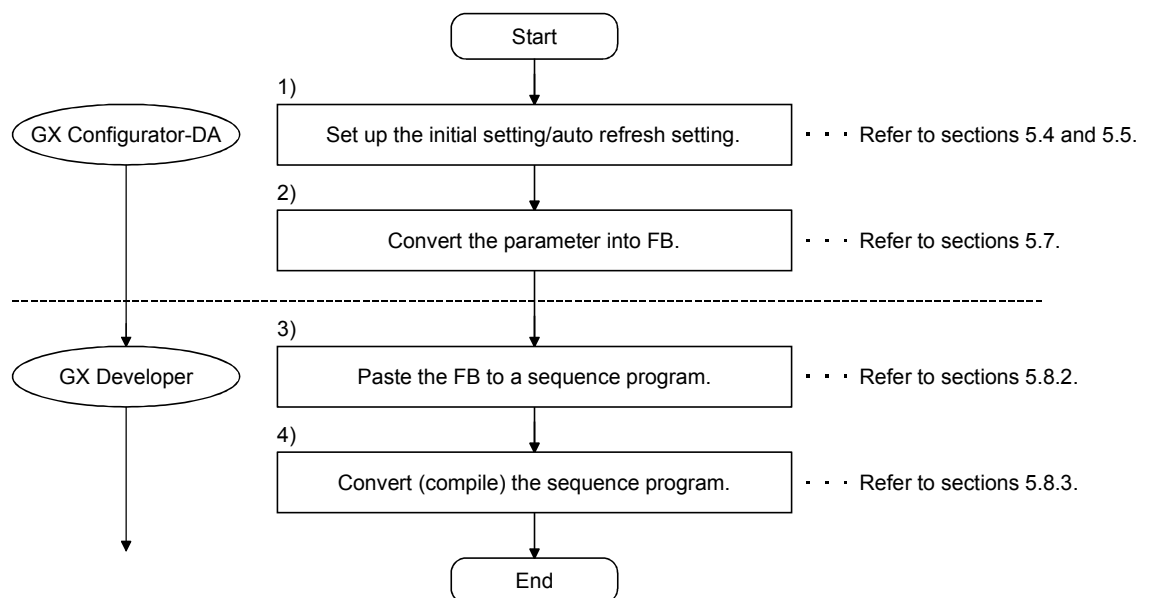 Start
1)
GX Configurator-DA
Set up the initial setting/auto refresh setting.
· · · Refer to sections 5.4 and 5.5.
2)
Convert the parameter into FB.
· · · Refer to sections 5.7.
3)
GX Developer
Paste the FB to a sequence program.
· · · Refer to sections 5.8.2.
4)
Convert (compile) the sequence program.
· · · Refer to sections 5.8.3.
End